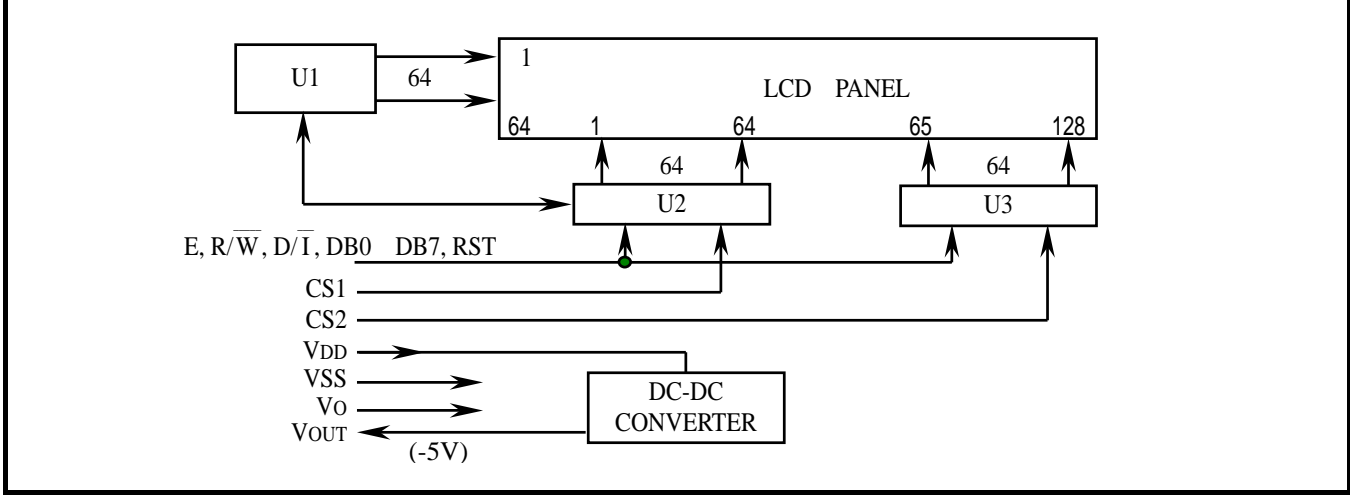 U1
64
1
LCD PANEL
64 1 64 65 128
64
64
U2
U3
E, R/W̅, D/I̅, DB0 DB7, RST
CS1
CS2
VDD
VSS
VO
VOUT
(-5V)
DC-DC
CONVERTER